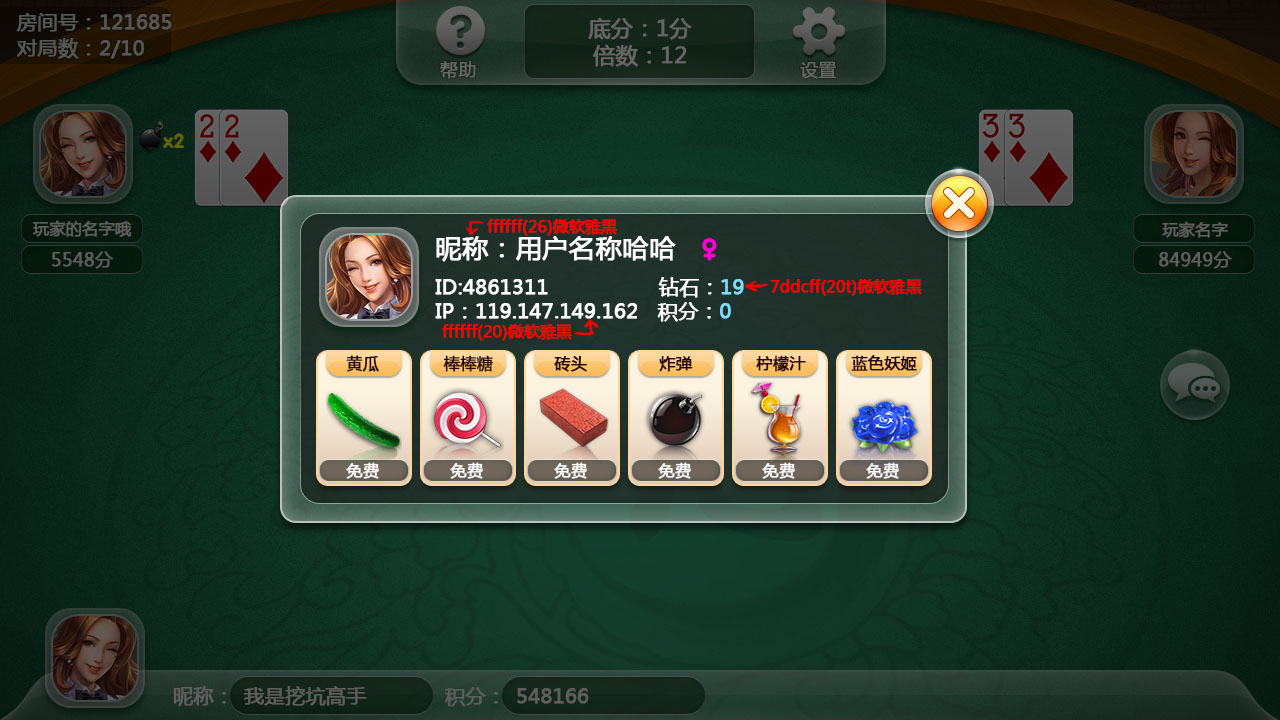 房间号：121685
对局数：2/10
帮助
底分：1分
倍数：12
设置
x2
2 2
3 3
玩家的名字哦
5548分
玩家名字
84949分
ffffff(26)微软雅黑
昵称：用户名称哈哈
ID:4861311
钻石：19
7ddcff(20t)微软雅黑
IP：119.147.149.162
积分：0
ffffff(20)微软雅黑
黄瓜 棒棒糖 砖头 炸弹 柠檬汁 蓝色妖姬
免费 免费 免费 免费 免费 免费
昵称：我是挖坑高手
积分：548166